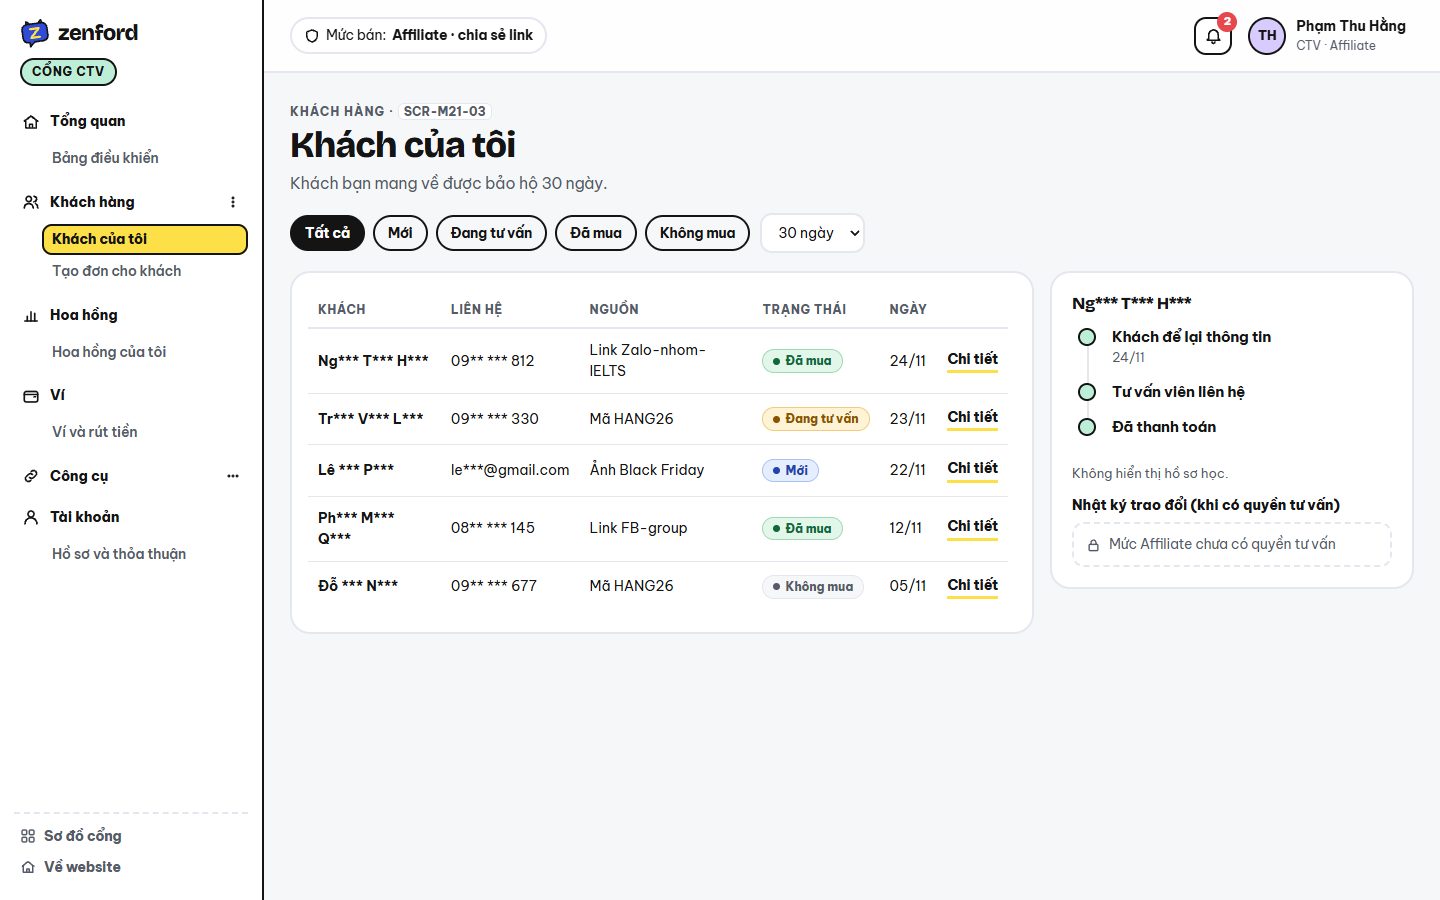 zenford
CỔNG CTV
Tổng quan
Bảng điều khiển
Khách hàng
Khách của tôi
Tạo đơn cho khách
Hoa hồng
Hoa hồng của tôi
Ví
Ví và rút tiền
Công cụ
Tài khoản
Hồ sơ và thỏa thuận
Sơ đồ cổng
Về website
Mức bán: Affiliate · chia sẻ link
2
TH
Phạm Thu Hằng
CTV · Affiliate
KHÁCH HÀNG · SCR-M21-03
Khách của tôi
Khách bạn mang về được bảo hộ 30 ngày.
Tất cả Mới Đang tư vấn Đã mua Không mua 30 ngày
KHÁCH LIÊN HỆ NGUỒN TRẠNG THÁI NGÀY
Ng*** T*** H*** 09** *** 812 Link Zalo-nhom-
IELTS Đã mua 24/11 Chi tiết
Tr*** V*** L*** 09** *** 330 Mã HANG26 Đang tư vấn 23/11 Chi tiết
Lê *** P*** le***@gmail.com Ảnh Black Friday Mới 22/11 Chi tiết
Ph*** M***
Q*** 08** *** 145 Link FB-group Đã mua 12/11 Chi tiết
Đỗ *** N*** 09** *** 677 Mã HANG26 Không mua 05/11 Chi tiết
Ng*** T*** H***
Khách để lại thông tin
24/11
Tư vấn viên liên hệ
Đã thanh toán
Không hiển thị hồ sơ học.
Nhật ký trao đổi (khi có quyền tư vấn)
Mức Affiliate chưa có quyền tư vấn